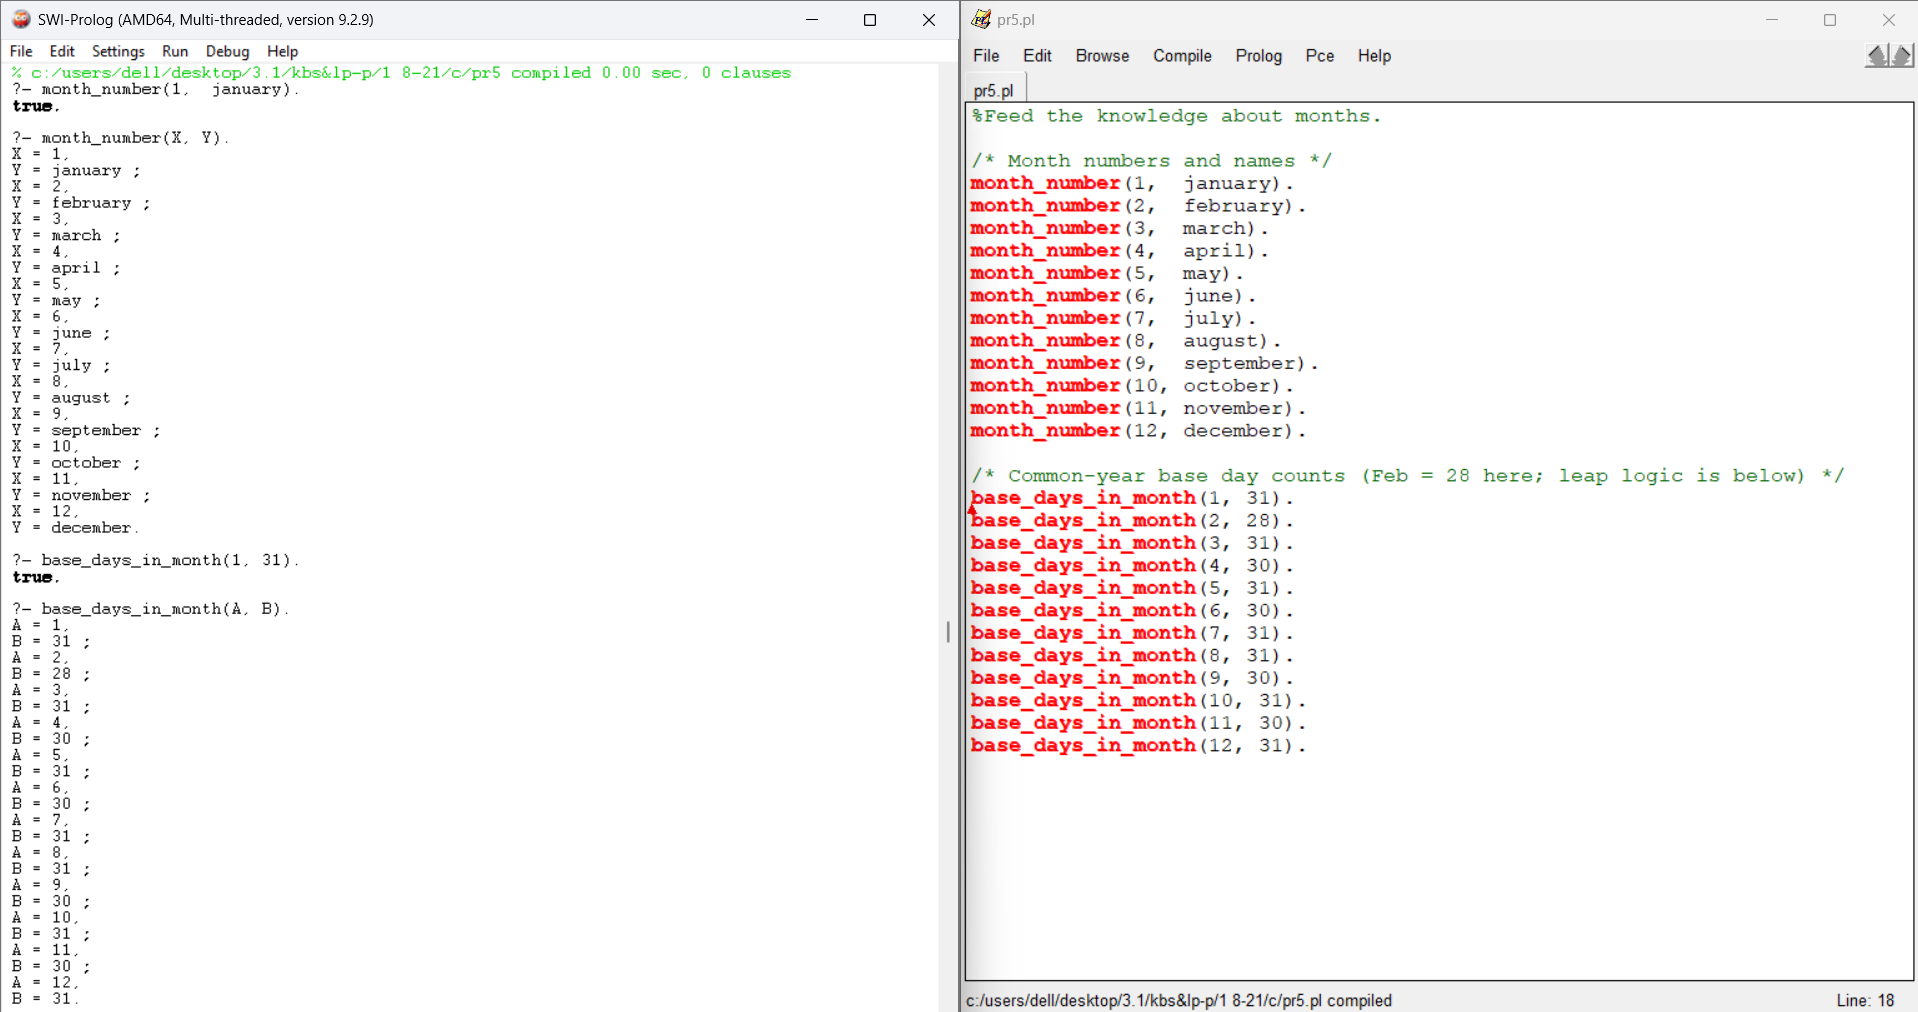 SWI-Prolog (AMD64, Multi-threaded, version 9.2.9)
File Edit Settings Run Debug Help
% c:/users/dell/desktop/3.1/kbs&lp-p/1 8-21/c/pr5 compiled 0.00 sec, 0 clauses
?- month_number(1,  january).
true.

?- month_number(X, Y).
X = 1,
Y = january ;
X = 2,
Y = february ;
X = 3,
Y = march ;
X = 4,
Y = april ;
X = 5,
Y = may ;
X = 6,
Y = june ;
X = 7,
Y = july ;
X = 8,
Y = august ;
X = 9,
Y = september ;
X = 10,
Y = october ;
X = 11,
Y = november ;
X = 12,
Y = december.

?- base_days_in_month(1, 31).
true.

?- base_days_in_month(A, B).
A = 1,
B = 31 ;
A = 2,
B = 28 ;
A = 3,
B = 31 ;
A = 4,
B = 30 ;
A = 5,
B = 31 ;
A = 6,
B = 30 ;
A = 7,
B = 31 ;
A = 8,
B = 31 ;
A = 9,
B = 30 ;
A = 10,
B = 31 ;
A = 11,
B = 30 ;
A = 12,
B = 31.
pr5.pl
File Edit Browse Compile Prolog Pce Help
pr5.pl
%Feed the knowledge about months.

/* Month numbers and names */
month_number(1,  january).
month_number(2,  february).
month_number(3,  march).
month_number(4,  april).
month_number(5,  may).
month_number(6,  june).
month_number(7,  july).
month_number(8,  august).
month_number(9,  september).
month_number(10, october).
month_number(11, november).
month_number(12, december).

/* Common-year base day counts (Feb = 28 here; leap logic is below) */
base_days_in_month(1, 31).
base_days_in_month(2, 28).
base_days_in_month(3, 31).
base_days_in_month(4, 30).
base_days_in_month(5, 31).
base_days_in_month(6, 30).
base_days_in_month(7, 31).
base_days_in_month(8, 31).
base_days_in_month(9, 30).
base_days_in_month(10, 31).
base_days_in_month(11, 30).
base_days_in_month(12, 31).
c:/users/dell/desktop/3.1/kbs&lp-p/1 8-21/c/pr5.pl compiled
Line: 18